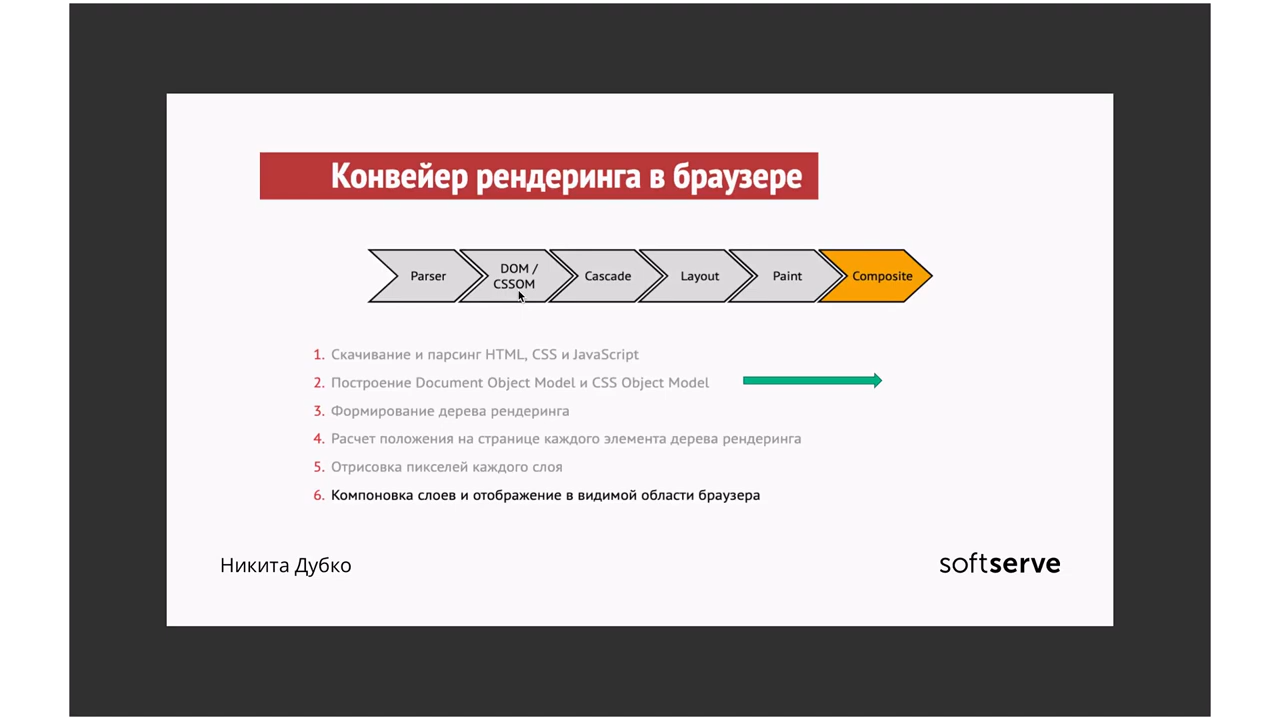 Конвейер рендеринга в браузере
Parser
DOM /
CSSOM
Cascade
Layout
Paint
Composite
1. Скачивание и парсинг HTML, CSS и JavaScript
2. Построение Document Object Model и CSS Object Model
3. Формирование дерева рендеринга
4. Расчет положения на странице каждого элемента дерева рендеринга
5. Отрисовка пикселей каждого слоя
6. Компоновка слоев и отображение в видимой области браузера
Никита Дубко
softserve